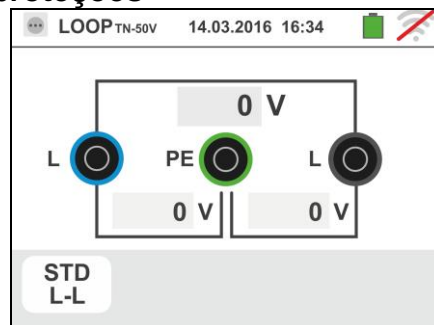 LOOP TN-50V 14.03.2016 16:34
0 V
L PE L
0 V 0 V
STD
L-L